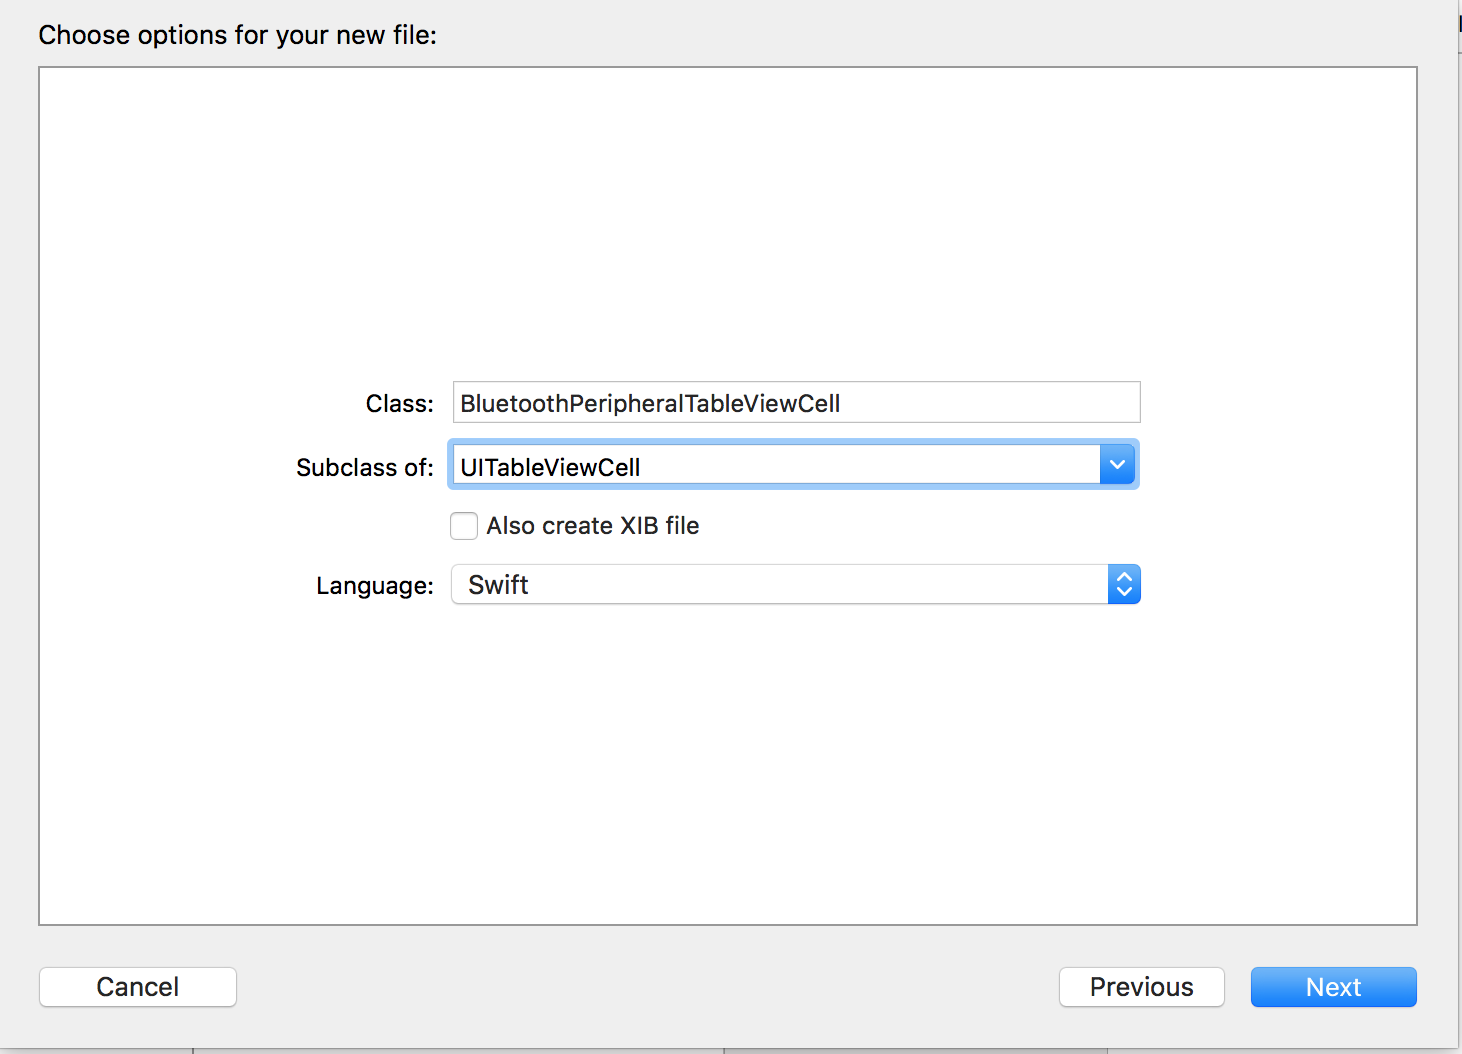 Choose options for your new file:
Class: BluetoothPeripheralTableViewCell
Subclass of: UITableViewCell
Also create XIB file
Language: Swift
Cancel Previous Next